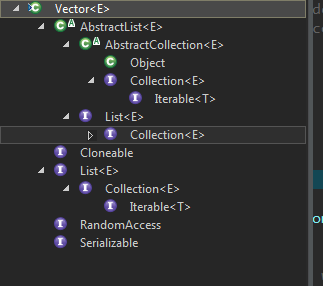 Vector<E>
AbstractList<E>
AbstractCollection<E>
Object
Collection<E>
Iterable<T>
List<E>
Collection<E>
Cloneable
List<E>
Collection<E>
Iterable<T>
RandomAccess
Serializable